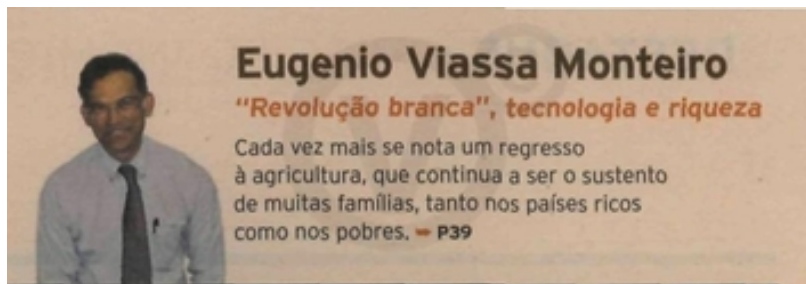 Eugenio Viassa Monteiro
“Revolução branca”, tecnologia e riqueza
Cada vez mais se nota um regresso
à agricultura, que continua a ser o sustento
de muitas famílias, tanto nos países ricos
como nos pobres. ➥ P39